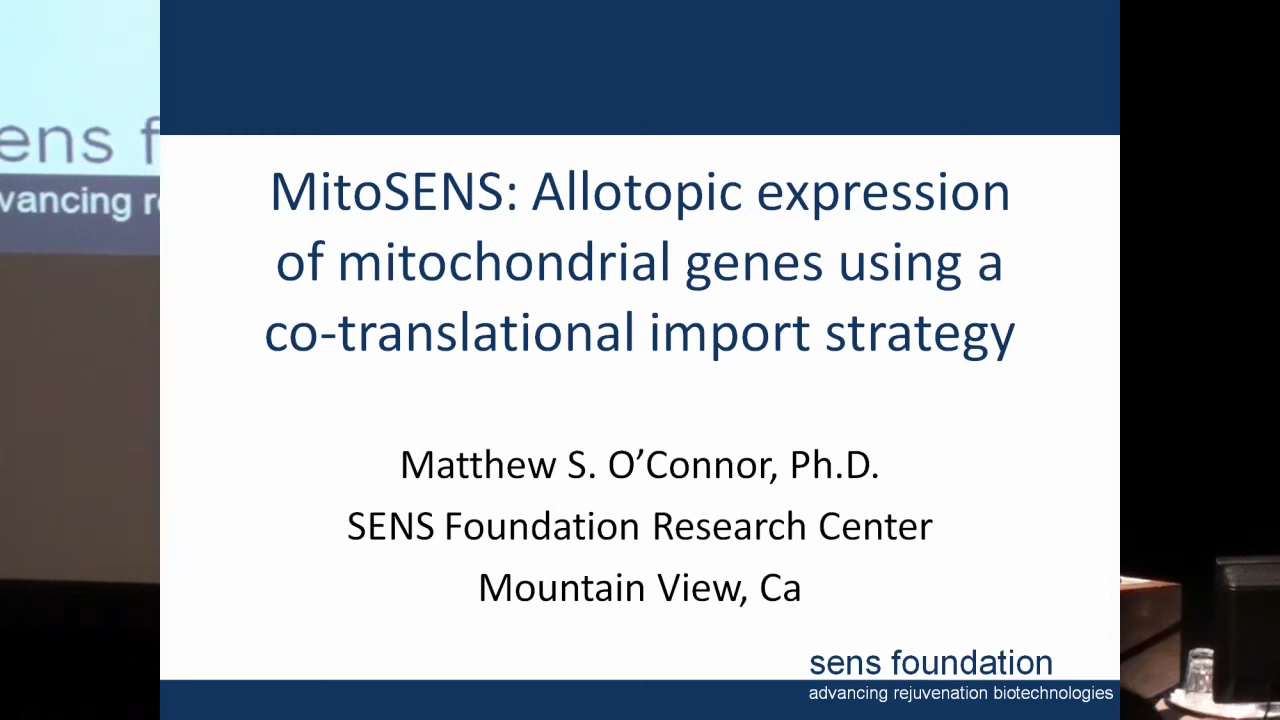 ens f
vancing re
MitoSENS: Allotopic expression
of mitochondrial genes using a
co-translational import strategy
Matthew S. O’Connor, Ph.D.
SENS Foundation Research Center
Mountain View, Ca
sens foundation
advancing rejuvenation biotechnologies